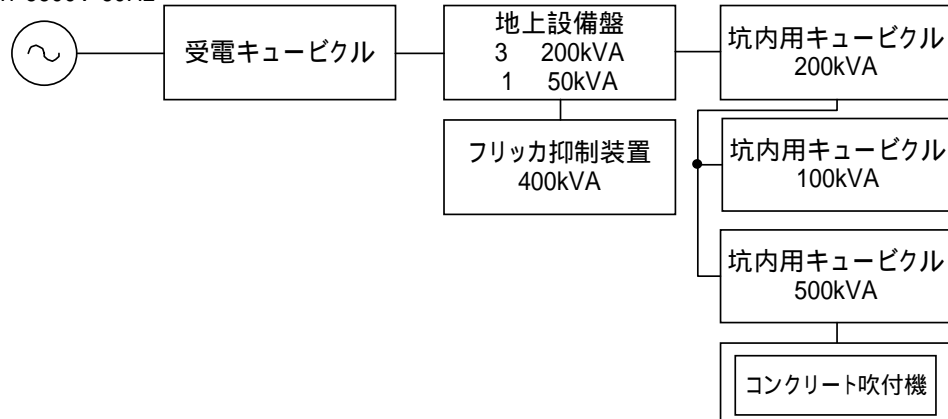 受電キュービクル
地上設備盤
3 200kVA
1 50kVA
フリッカ抑制装置
400kVA
坑内用キュービクル
200kVA
坑内用キュービクル
100kVA
坑内用キュービクル
500kVA
コンクリート吹付機